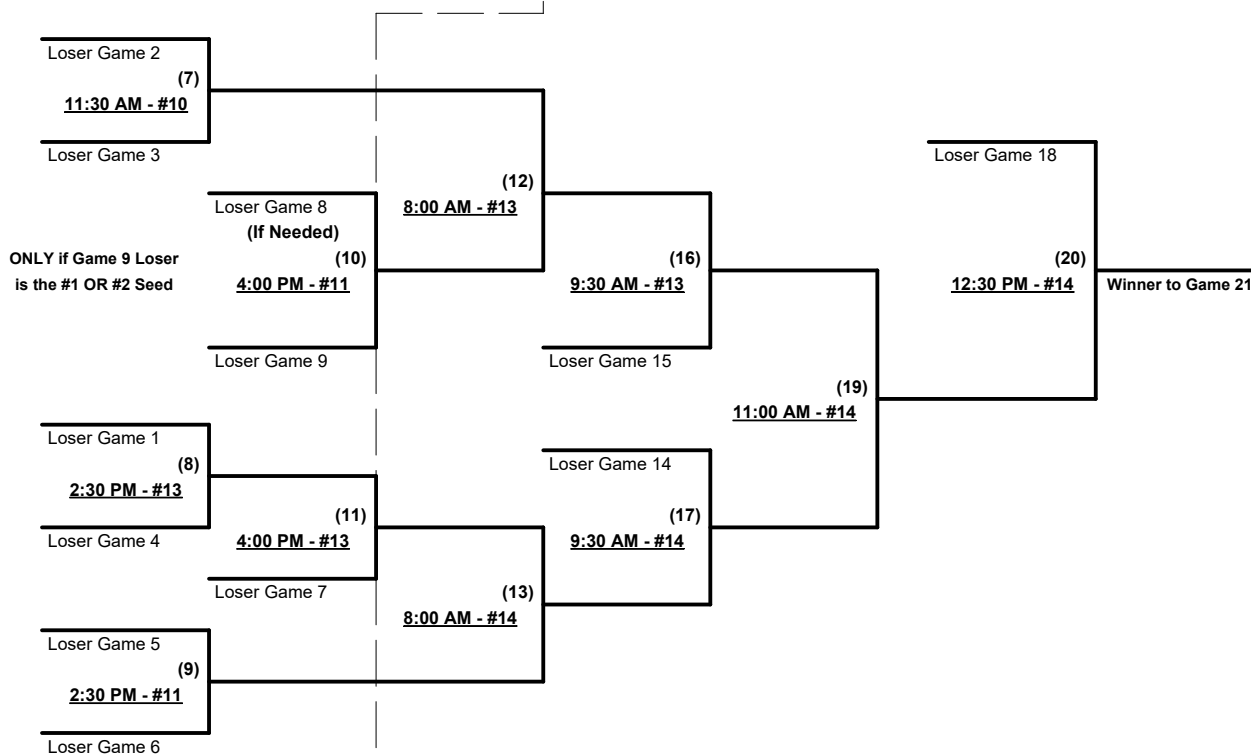 Loser Game 2
(7)
11:30 AM - #10
Loser Game 3
Loser Game 18
(12)
8:00 AM - #13
Loser Game 8
(If Needed)
(10)
4:00 PM - #11
ONLY if Game 9 Loser
is the #1 OR #2 Seed
(16)
9:30 AM - #13
(20)
12:30 PM - #14
Winner to Game 21
Loser Game 9
Loser Game 15
(19)
11:00 AM - #14
Loser Game 1
(8)
2:30 PM - #13
Loser Game 4
Loser Game 14
(11)
4:00 PM - #13
(17)
9:30 AM - #14
Loser Game 7
(13)
8:00 AM - #14
Loser Game 5
(9)
2:30 PM - #11
Loser Game 6